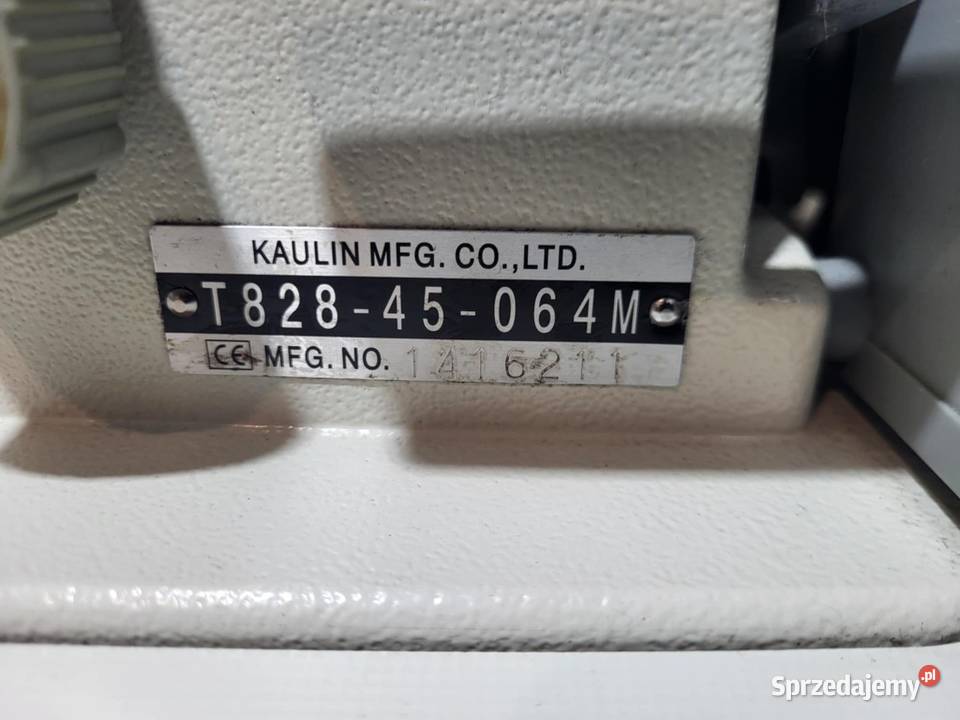 KAULIN MFG. CO.,LTD.
T828-45-064M
CE MFG. NO. 1416211
Sprzedajemy.pl